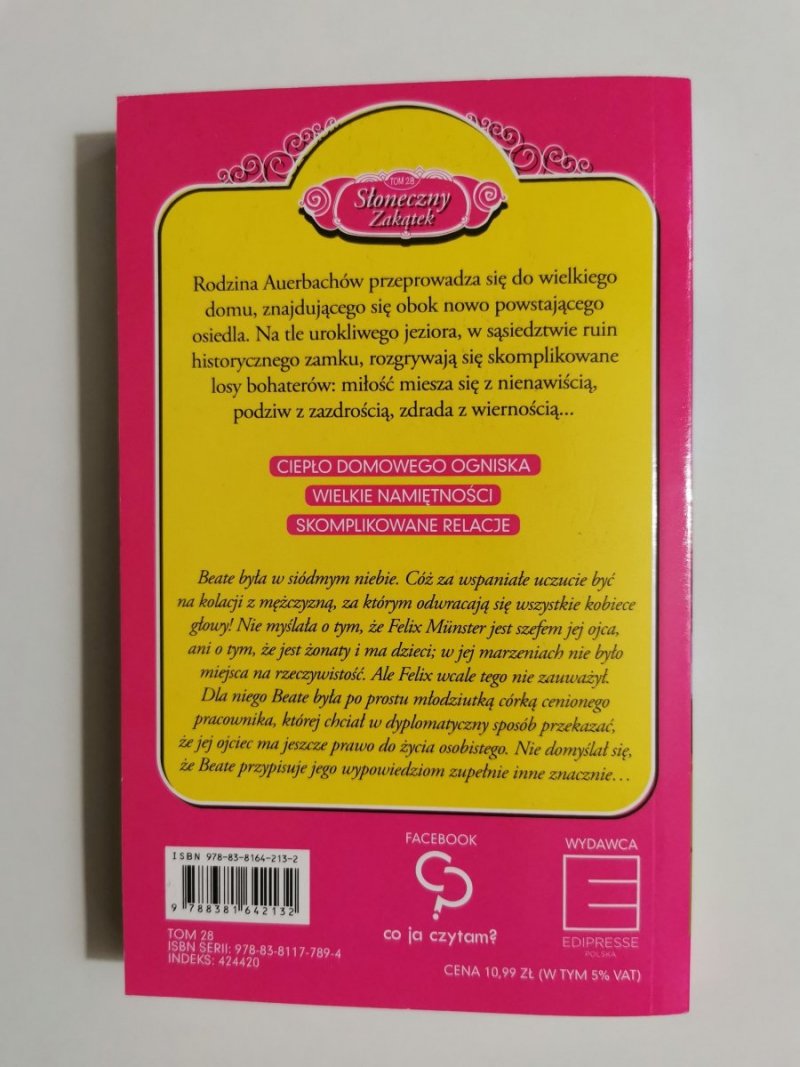 TOM 28
Słoneczny
Zakątek
Rodzina Auerbachów przeprowadza się do wielkiego
domu, znajdującego się obok nowo powstającego
osiedla. Na tle urokliwego jeziora, w sąsiedztwie ruin
historycznego zamku, rozgrywają się skomplikowane
losy bohaterów: miłość miesza się z nienawiścią,
podziw z zazdrością, zdrada z wiernością...
CIEPŁO DOMOWEGO OGNISKA
WIELKIE NAMIĘTNOŚCI
SKOMPLIKOWANE RELACJE
Beate była w siódmym niebie. Cóż za wspaniałe uczucie być
na kolacji z mężczyzną, za którym odwracają się wszystkie kobiece
głowy! Nie myślała o tym, że Felix Münster jest szefem jej ojca,
ani o tym, że jest żonaty i ma dzieci; w jej marzeniach nie było
miejsca na rzeczywistość. Ale Felix wcale tego nie zauważył.
Dla niego Beate była po prostu młodziutką córką cenionego
pracownika, której chciał w dyplomatyczny sposób przekazać,
że jej ojciec ma jeszcze prawo do życia osobistego. Nie domyślał się,
że Beate przypisuje jego wypowiedziom zupełnie inne znacznie…
ISBN 978-83-8164-213-2
9 788381 642132
TOM 28
ISBN SERII: 978-83-8117-789-4
INDEKS: 424420
FACEBOOK
co ja czytam?
WYDAWCA
EDIPRESSE
POLSKA
CENA 10,99 ZŁ (W TYM 5% VAT)